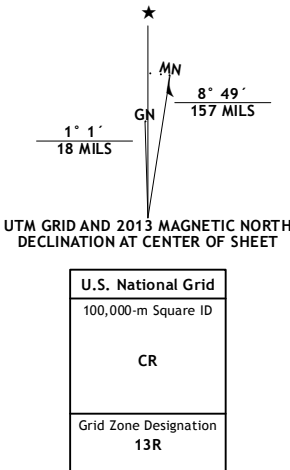 ★
MN
8° 49´
157 MILS
GN
1° 1´
18 MILS
UTM GRID AND 2013 MAGNETIC NORTH
DECLINATION AT CENTER OF SHEET
U.S. National Grid
100,000-m Square ID
CR
Grid Zone Designation
13R